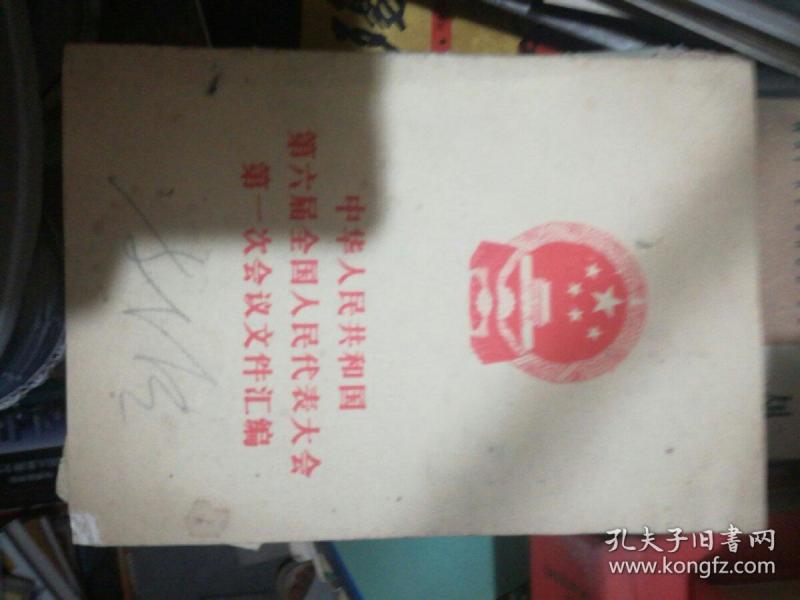 中华人民共和国
第六届全国人民代表大会
第一次会议文件汇编
孔夫子旧书网
www.kongfz.com